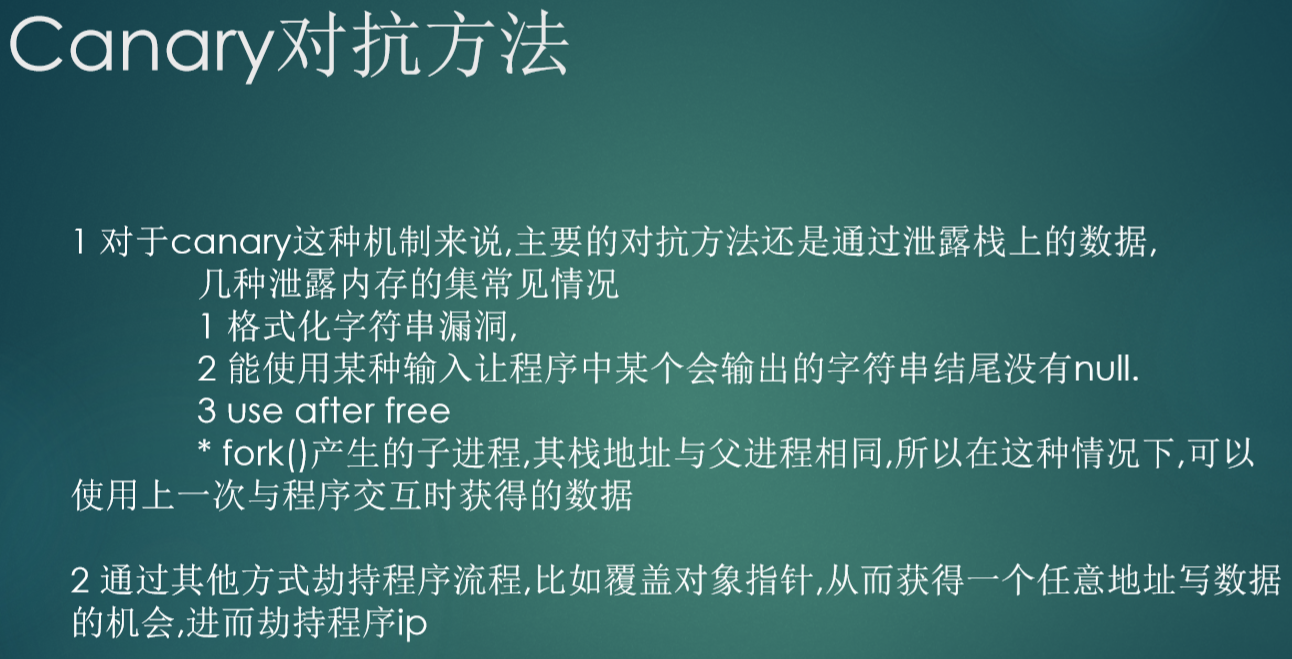 Canary对抗方法
1 对于canary这种机制来说,主要的对抗方法还是通过泄露栈上的数据,
几种泄露内存的集常见情况
1 格式化字符串漏洞,
2 能使用某种输入让程序中某个会输出的字符串结尾没有null.
3 use after free
* fork()产生的子进程,其栈地址与父进程相同,所以在这种情况下,可以
使用上一次与程序交互时获得的数据
2 通过其他方式劫持程序流程,比如覆盖对象指针,从而获得一个任意地址写数据
的机会,进而劫持程序ip